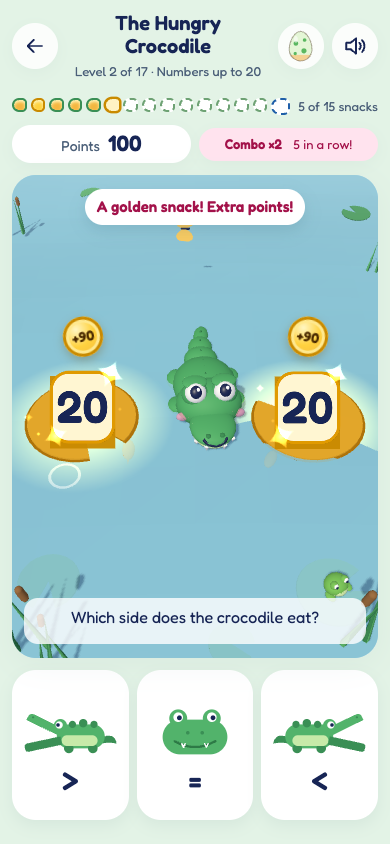 The Hungry
Crocodile
Level 2 of 17 · Numbers up to 20
5 of 15 snacks
Points 100
Combo ×2 5 in a row!
A golden snack! Extra points!
+90
+90
20
20
Which side does the crocodile eat?
>
=
<